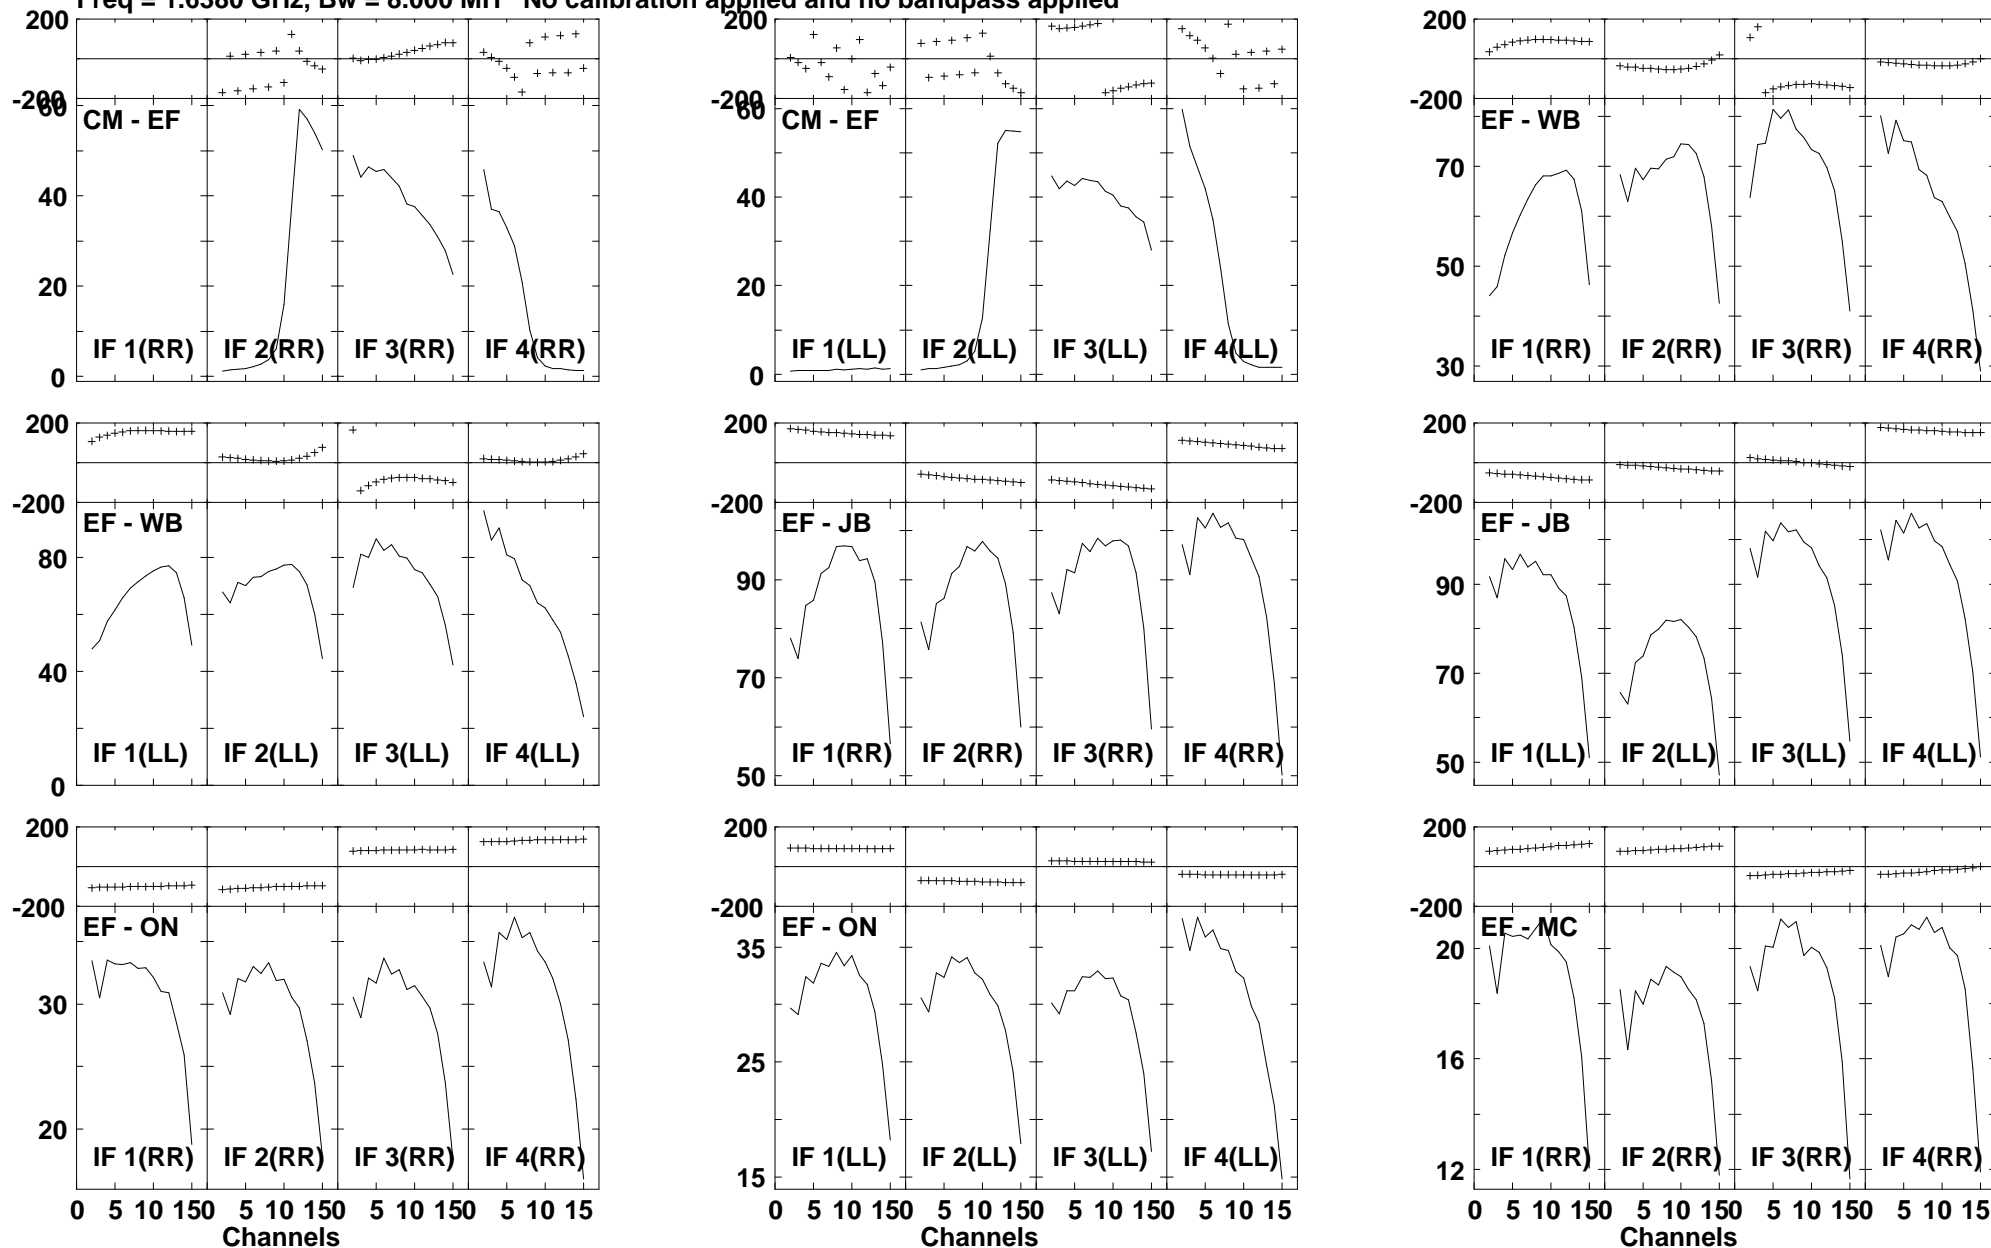 Freq = 1.6380 GHz, Bw = 8.000 MH No calibration applied and no bandpass applied
200 200 200
-200 -200 -200
CM - EF CM - EF EF - WB
60 60
40 40 70
20 20 50
0 0 30
IF 1(RR) IF 2(RR) IF 3(RR) IF 4(RR) IF 1(LL) IF 2(LL) IF 3(LL) IF 4(LL) IF 1(RR) IF 2(RR) IF 3(RR) IF 4(RR)
200 200 200
-200 -200 -200
EF - WB EF - JB EF - JB
80 90 90
40 70 70
0 50 50
IF 1(LL) IF 2(LL) IF 3(LL) IF 4(LL) IF 1(RR) IF 2(RR) IF 3(RR) IF 4(RR) IF 1(LL) IF 2(LL) IF 3(LL) IF 4(LL)
200 200 200
-200 -200 -200
EF - ON EF - ON EF - MC
30 35 20
20 25 16
15 12
IF 1(RR) IF 2(RR) IF 3(RR) IF 4(RR) IF 1(LL) IF 2(LL) IF 3(LL) IF 4(LL) IF 1(RR) IF 2(RR) IF 3(RR) IF 4(RR)
0 5 10 150 5 10 150 5 10 150 5 10 15 0 5 10 150 5 10 150 5 10 150 5 10 15 0 5 10 150 5 10 150 5 10 150 5 10 15
Channels Channels Channels